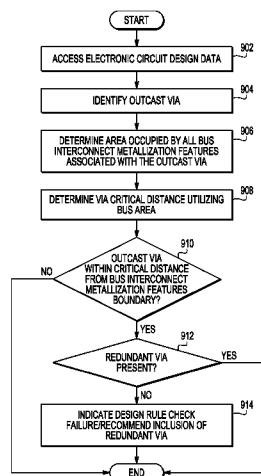 START
902
ACCESS ELECTRONIC CIRCUIT DESIGN DATA
904
IDENTIFY OUTCAST VIA
906
DETERMINE AREA OCCUPIED BY ALL BUS
INTERCONNECT METALLIZATION FEATURES
ASSOCIATED WITH THE OUTCAST VIA
908
DETERMINE VIA CRITICAL DISTANCE UTILIZING
BUS AREA
910
OUTCAST VIA
WITHIN CRITICAL DISTANCE
FROM BUS INTERCONNECT
METALLIZATION FEATURES
BOUNDARY?
NO
YES
912
REDUNDANT VIA
PRESENT?
YES
NO
914
INDICATE DESIGN RULE CHECK
FAILURE/RECOMMEND INCLUSION OF
REDUNDANT VIA
END